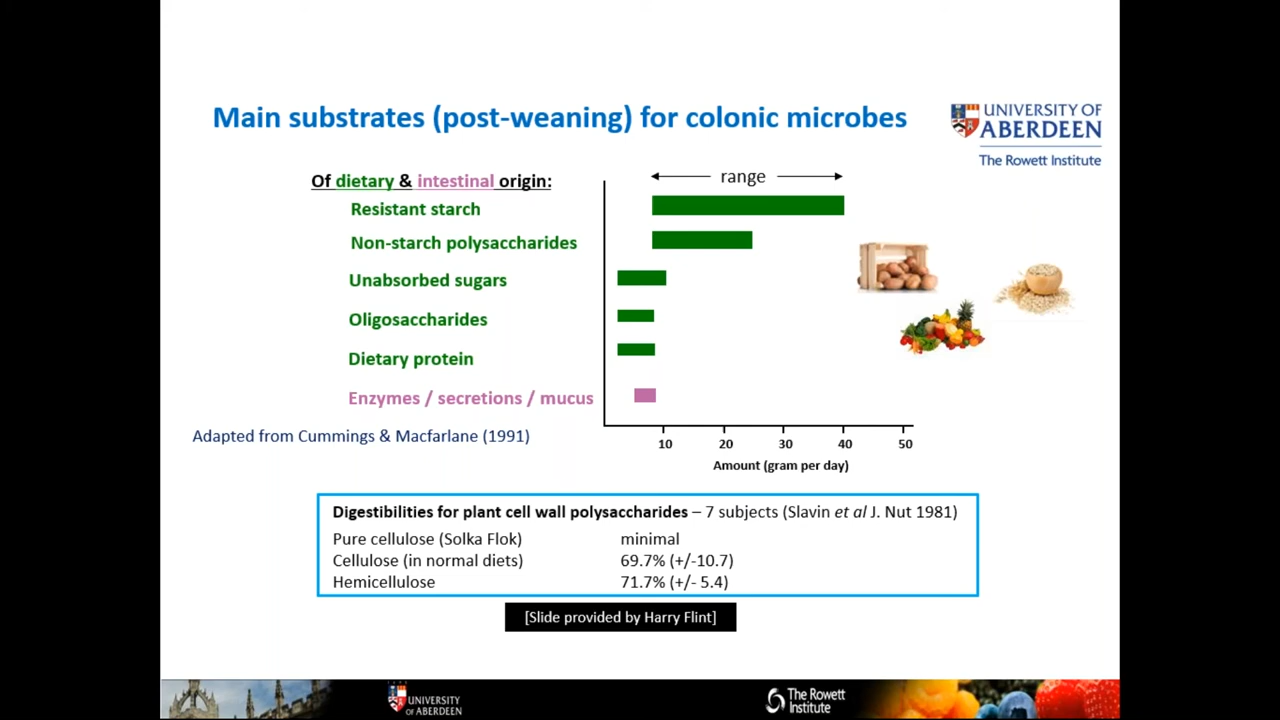 Main substrates (post-weaning) for colonic microbes
UNIVERSITY OF
ABERDEEN
The Rowett Institute
Of dietary & intestinal origin:
range
Resistant starch
Non-starch polysaccharides
Unabsorbed sugars
Oligosaccharides
Dietary protein
Enzymes / secretions / mucus
Adapted from Cummings & Macfarlane (1991)
10 20 30 40 50
Amount (gram per day)
Digestibilities for plant cell wall polysaccharides – 7 subjects (Slavin et al J. Nut 1981)
Pure cellulose (Solka Flok) minimal
Cellulose (in normal diets) 69.7% (+/-10.7)
Hemicellulose 71.7% (+/- 5.4)
[Slide provided by Harry Flint]
UNIVERSITY
OF ABERDEEN
The Rowett
Institute